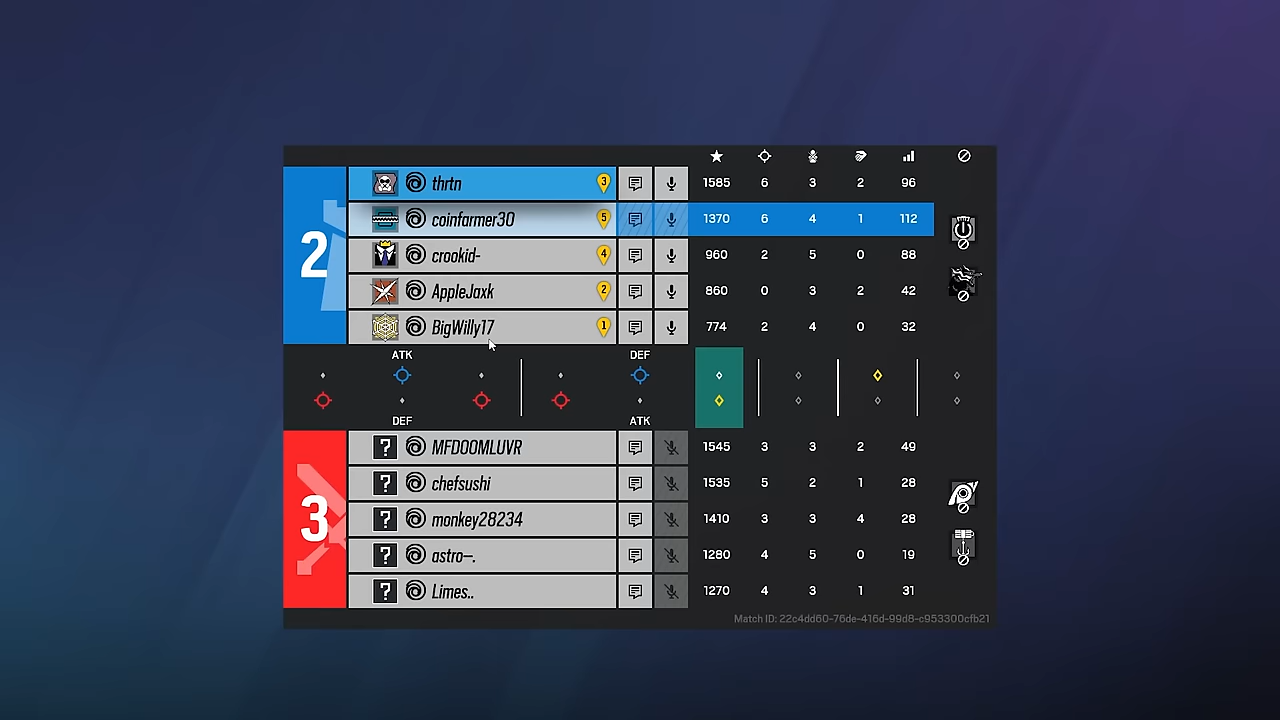 thrtn 3 1585 6 3 2 96
2 coinfarmer30 5 1370 6 4 1 112
crookid- 4 960 2 5 0 88
AppleJaxk 2 860 0 3 2 42
BigWilly17 1 774 2 4 0 32
ATK DEF
DEF ATK
MFDOOMLUVR 1545 3 3 2 49
chefsushi 1535 5 2 1 28
3 monkey28234 1410 3 3 4 28
astro—. 1280 4 5 0 19
Limes.. 1270 4 3 1 31
Match ID: 22c4dd60-76de-416d-99d8-c953300cfb21